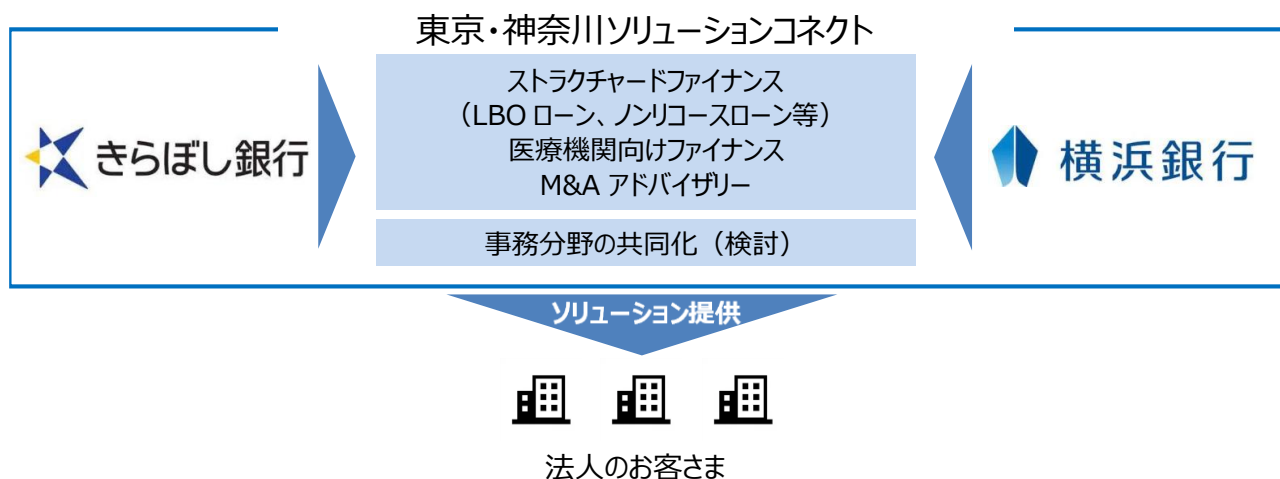 東京・神奈川ソリューションコネクト
ストラクチャードファイナンス
（LBO ローン、ノンリコースローン等）
医療機関向けファイナンス
M&A アドバイザリー
きらぼし銀行
横浜銀行
事務分野の共同化（検討）
ソリューション提供
法人のお客さま